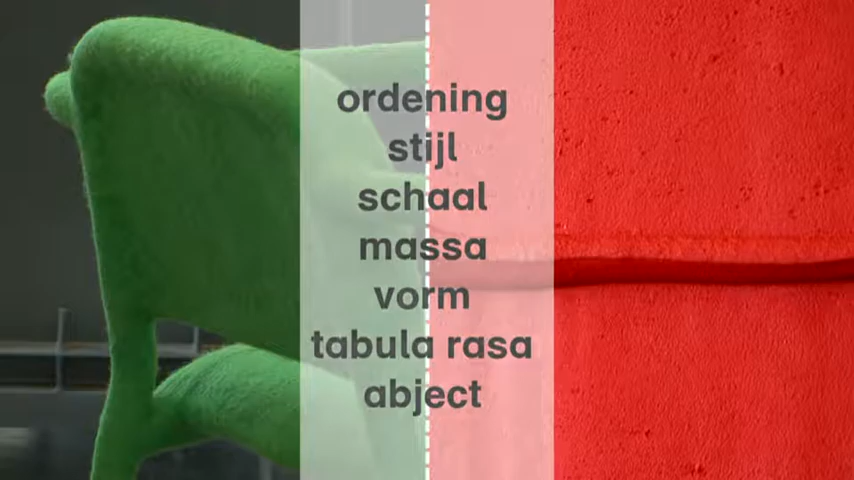 ordening
stijl
schaal
massa
vorm
tabula rasa
abject